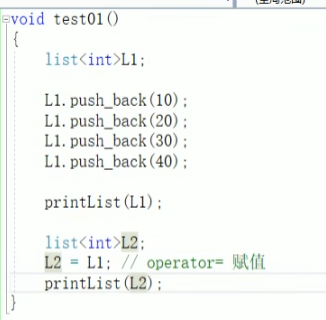 (全局范围)
void test01()
{
list<int>L1;
L1.push_back(10);
L1.push_back(20);
L1.push_back(30);
L1.push_back(40);
printList(L1);
list<int>L2;
L2 = L1; // operator= 赋值
printList(L2);
}